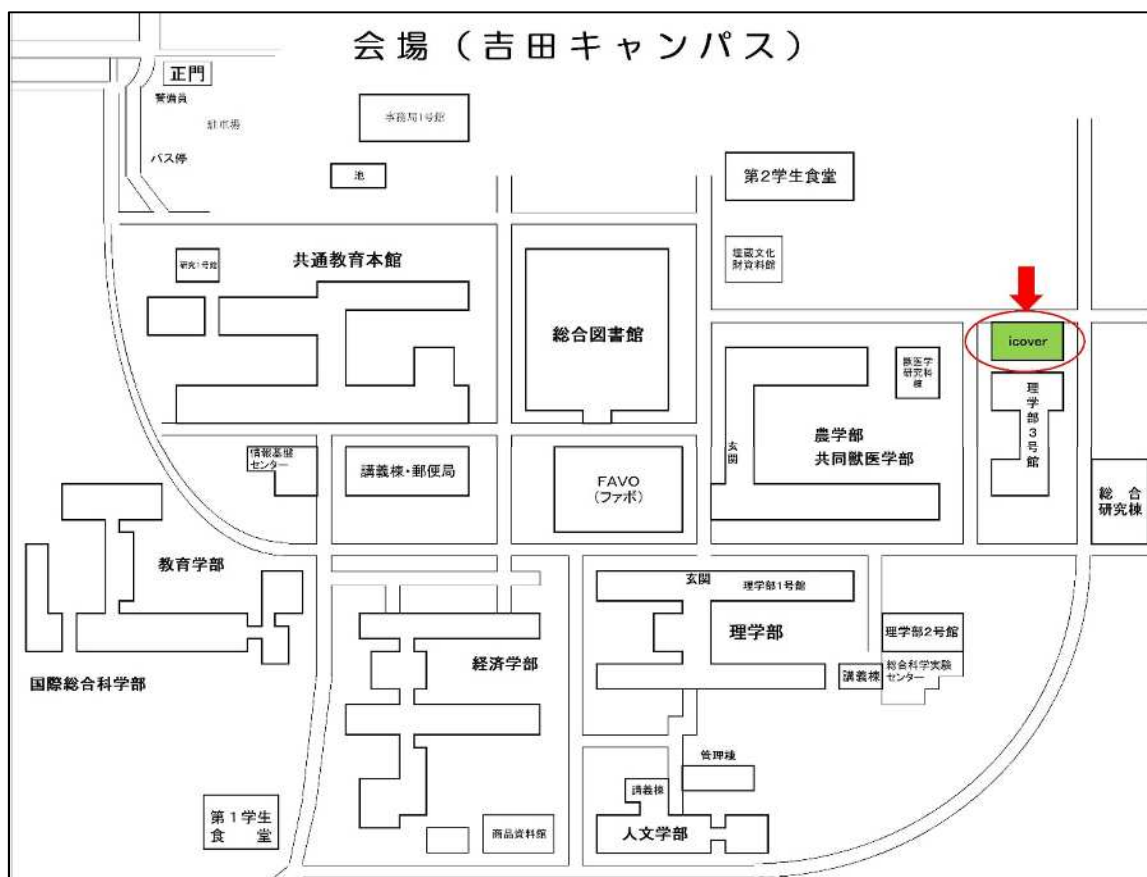 会場（吉田キャンパス）
正門
警備員
駐車場
バス停
事務局1号館
池
第2学生食堂
研究1号館
共通教育本館
総合図書館
埋蔵文化
財資料館
icover
獣医学
研究科
棟
理学部3号館
農学部
共同獣医学部
玄関
情報基盤
センター
講義棟・郵便局
FAVO
(ファボ)
総合
研究棟
教育学部
玄関
理学部1号館
理学部
理学部2号館
経済学部
講義棟
総合科学実験
センター
国際総合科学部
管理棟
講義棟
第1学生
食堂
商品資料館
人文学部